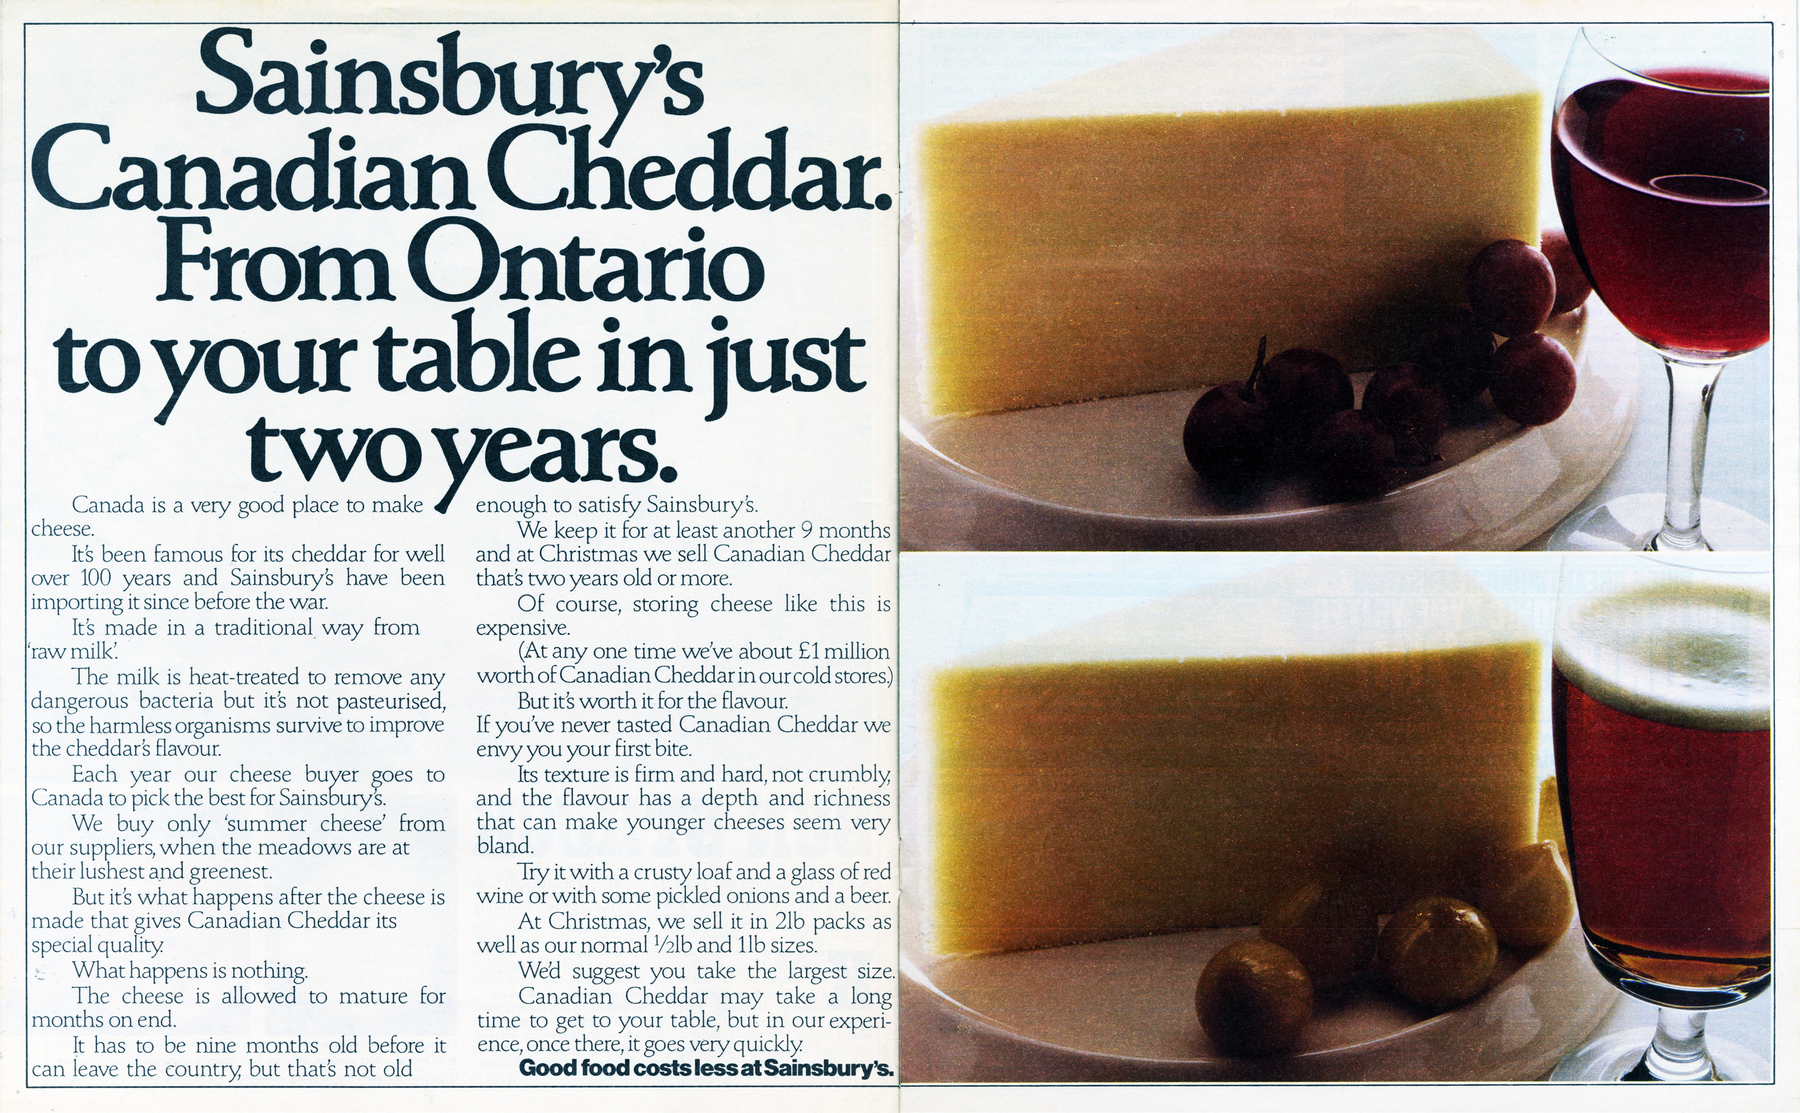 Sainsbury's
Canadian Cheddar.
From Ontario
to your table in just
two years.
Canada is a very good place to make
cheese.
It's been famous for its cheddar for well
over 100 years and Sainsbury's have been
importing it since before the war.
It's made in a traditional way from
'raw milk'.
The milk is heat-treated to remove any
dangerous bacteria but it's not pasteurised,
so the harmless organisms survive to improve
the cheddar's flavour.
Each year our cheese buyer goes to
Canada to pick the best for Sainsbury's.
We buy only 'summer cheese' from
our suppliers, when the meadows are at
their lushest and greenest.
But it's what happens after the cheese is
made that gives Canadian Cheddar its
special quality.
What happens is nothing.
The cheese is allowed to mature for
months on end.
It has to be nine months old before it
can leave the country, but that's not old
enough to satisfy Sainsbury's.
We keep it for at least another 9 months
and at Christmas we sell Canadian Cheddar
that's two years old or more.
Of course, storing cheese like this is
expensive.
(At any one time we've about £1 million
worth of Canadian Cheddar in our cold stores.)
But it's worth it for the flavour.
If you've never tasted Canadian Cheddar we
envy you your first bite.
Its texture is firm and hard, not crumbly,
and the flavour has a depth and richness
that can make younger cheeses seem very
bland.
Try it with a crusty loaf and a glass of red
wine or with some pickled onions and a beer.
At Christmas, we sell it in 2lb packs as
well as our normal ½lb and 1lb sizes.
We'd suggest you take the largest size.
Canadian Cheddar may take a long
time to get to your table, but in our experi-
ence, once there, it goes very quickly.
Good food costs less at Sainsbury's.